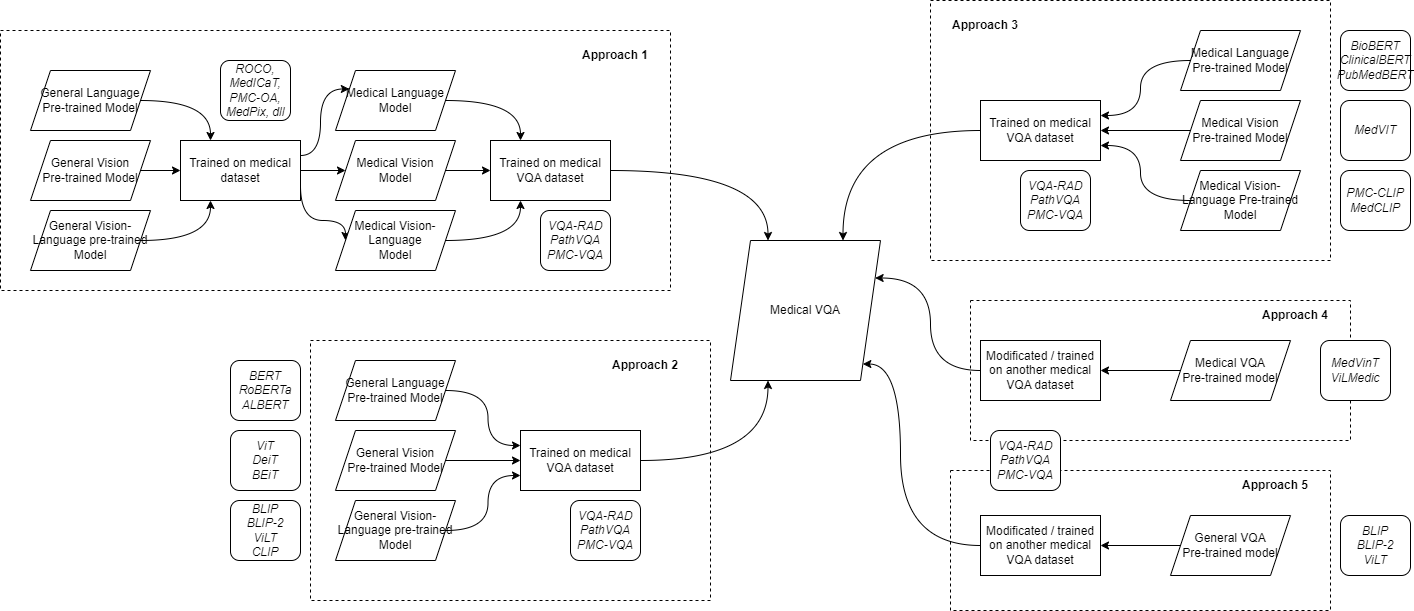 Approach 1
General Language
Pre-trained Model
General Vision
Pre-trained Model
General Vision-
Language pre-trained
Model
ROCO,
MedICaT,
PMC-OA,
MedPix, dll
Trained on medical
dataset
Medical Language
Model
Medical Vision
Model
Medical Vision-
Language
Model
Trained on medical
VQA dataset
VQA-RAD
PathVQA
PMC-VQA
Approach 2
BERT
RoBERTa
ALBERT
ViT
DeiT
BEiT
BLIP
BLIP-2
ViLT
CLIP
General Language
Pre-trained Model
General Vision
Pre-trained Model
General Vision-
Language pre-trained
Model
Trained on medical
VQA dataset
VQA-RAD
PathVQA
PMC-VQA
Medical VQA
Approach 3
Trained on medical
VQA dataset
VQA-RAD
PathVQA
PMC-VQA
Medical Language
Pre-trained Model
Medical Vision
Pre-trained Model
Medical Vision-
Language Pre-trained
Model
BioBERT
ClinicalBERT
PubMedBERT
MedViT
PMC-CLIP
MedCLIP
Approach 4
Modificated / trained
on another medical
VQA dataset
Medical VQA
Pre-trained model
MedVinT
ViLMedic
VQA-RAD
PathVQA
PMC-VQA
Approach 5
Modificated / trained
on another medical
VQA dataset
General VQA
Pre-trained model
BLIP
BLIP-2
ViLT